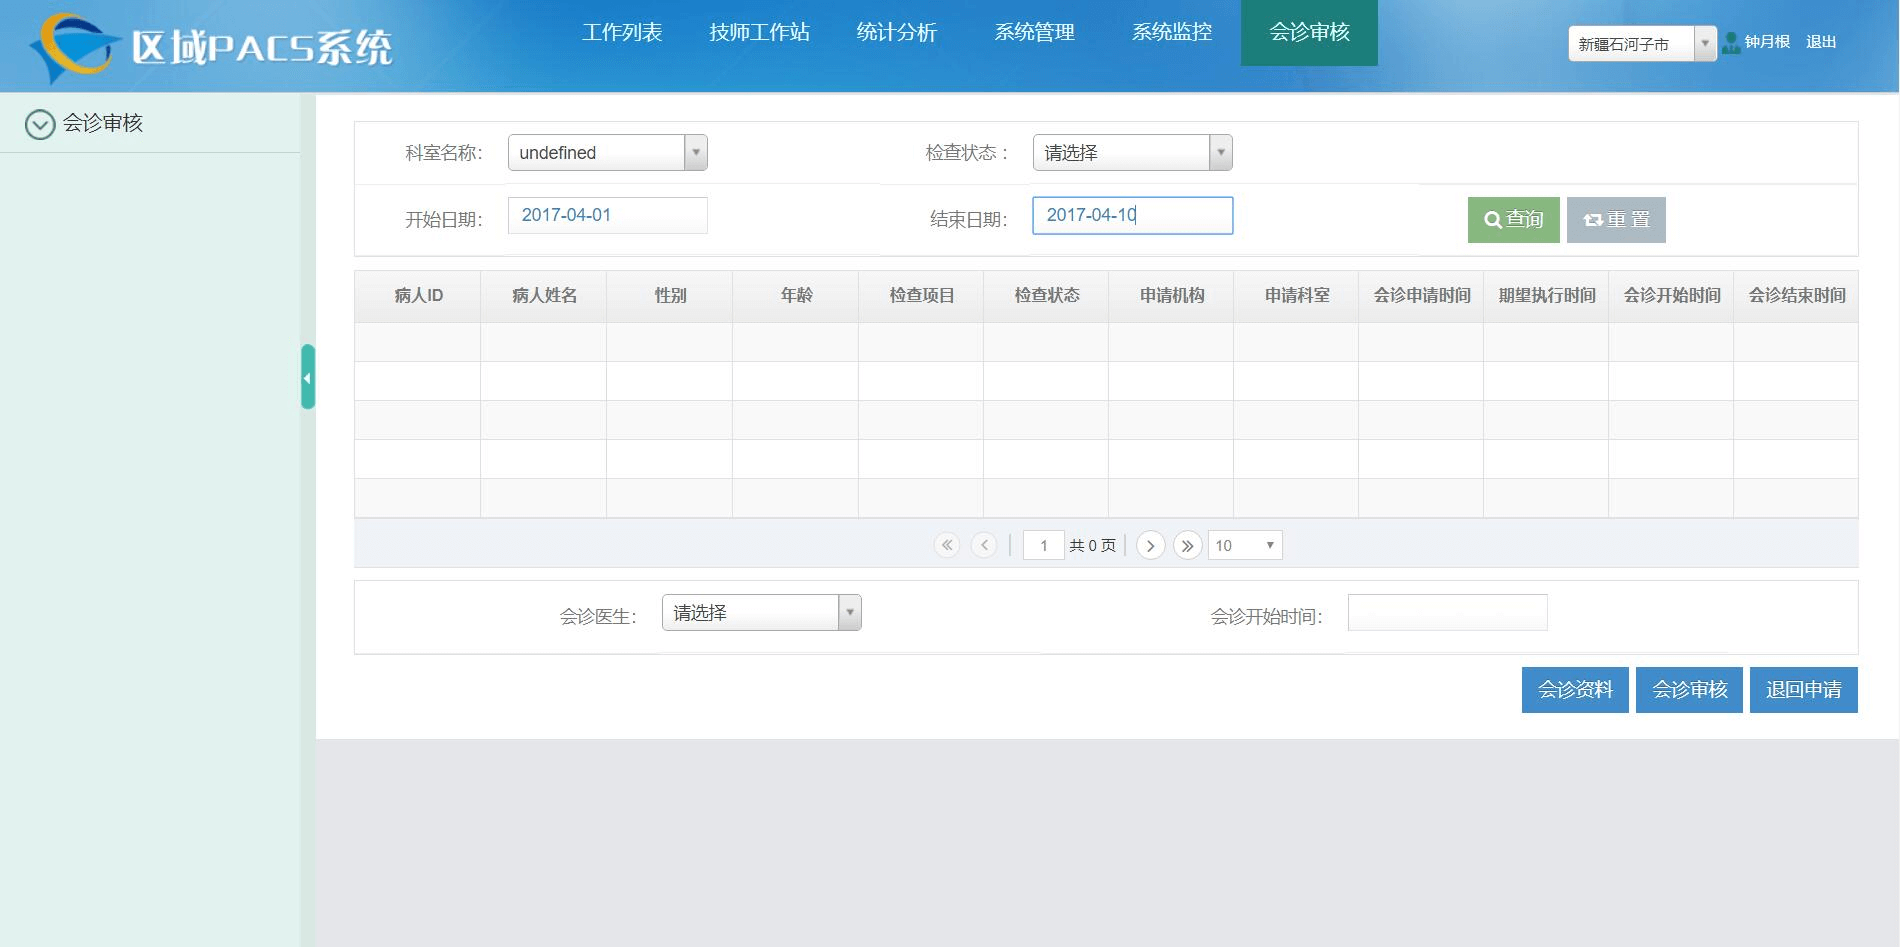 区域PACS系统
工作列表 技师工作站 统计分析 系统管理 系统监控 会诊审核
新疆石河子市 钟月根 退出
会诊审核
科室名称: undefined 检查状态 : 请选择
开始日期: 2017-04-01 结束日期: 2017-04-10 查询 重 置
病人ID 病人姓名 性别 年龄 检查项目 检查状态 申请机构 申请科室 会诊申请时间 期望执行时间 会诊开始时间 会诊结束时间
1 共 0 页 10
会诊医生: 请选择 会诊开始时间:
会诊资料 会诊审核 退回申请